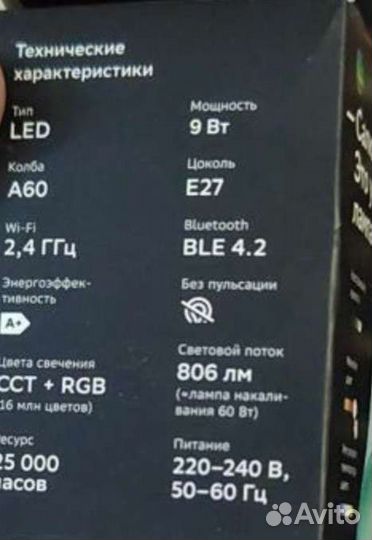 Технические
характеристики
Тип
LED
Мощность
9 Вт
Колба
A60
Цоколь
E27
Wi-Fi
2,4 ГГц
Bluetooth
BLE 4.2
Энергоэффек-
тивность
A+
Без пульсации
Цвета свечения
CCT + RGB
(16 млн цветов)
Световой поток
806 лм
(≈лампа накали-
вания 60 Вт)
Ресурс
25 000
часов
Питание
220–240 В,
50–60 Гц
Avito